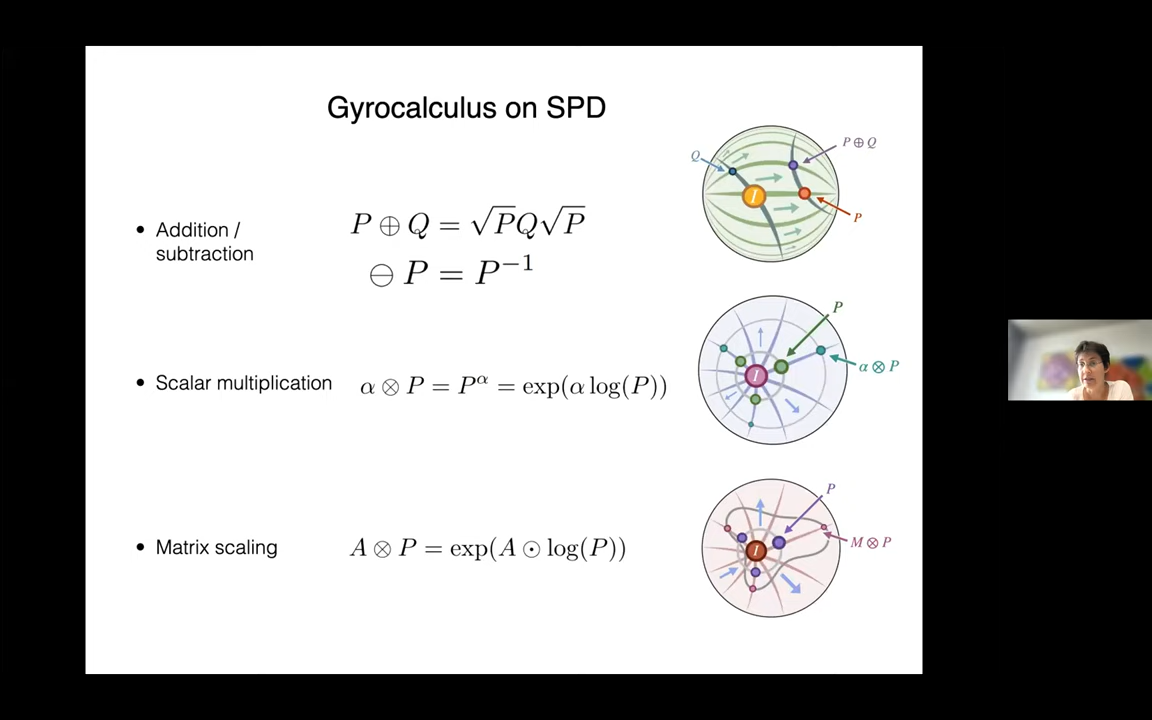 Gyrocalculus on SPD
• Addition /
subtraction
P ⊕ Q = √P Q √P
⊖ P = P⁻¹
Q
P ⊕ Q
I
P
• Scalar multiplication
α ⊗ P = P^α = exp(α log(P))
P
I
α ⊗ P
• Matrix scaling
A ⊗ P = exp(A ⊙ log(P))
P
I
M ⊗ P